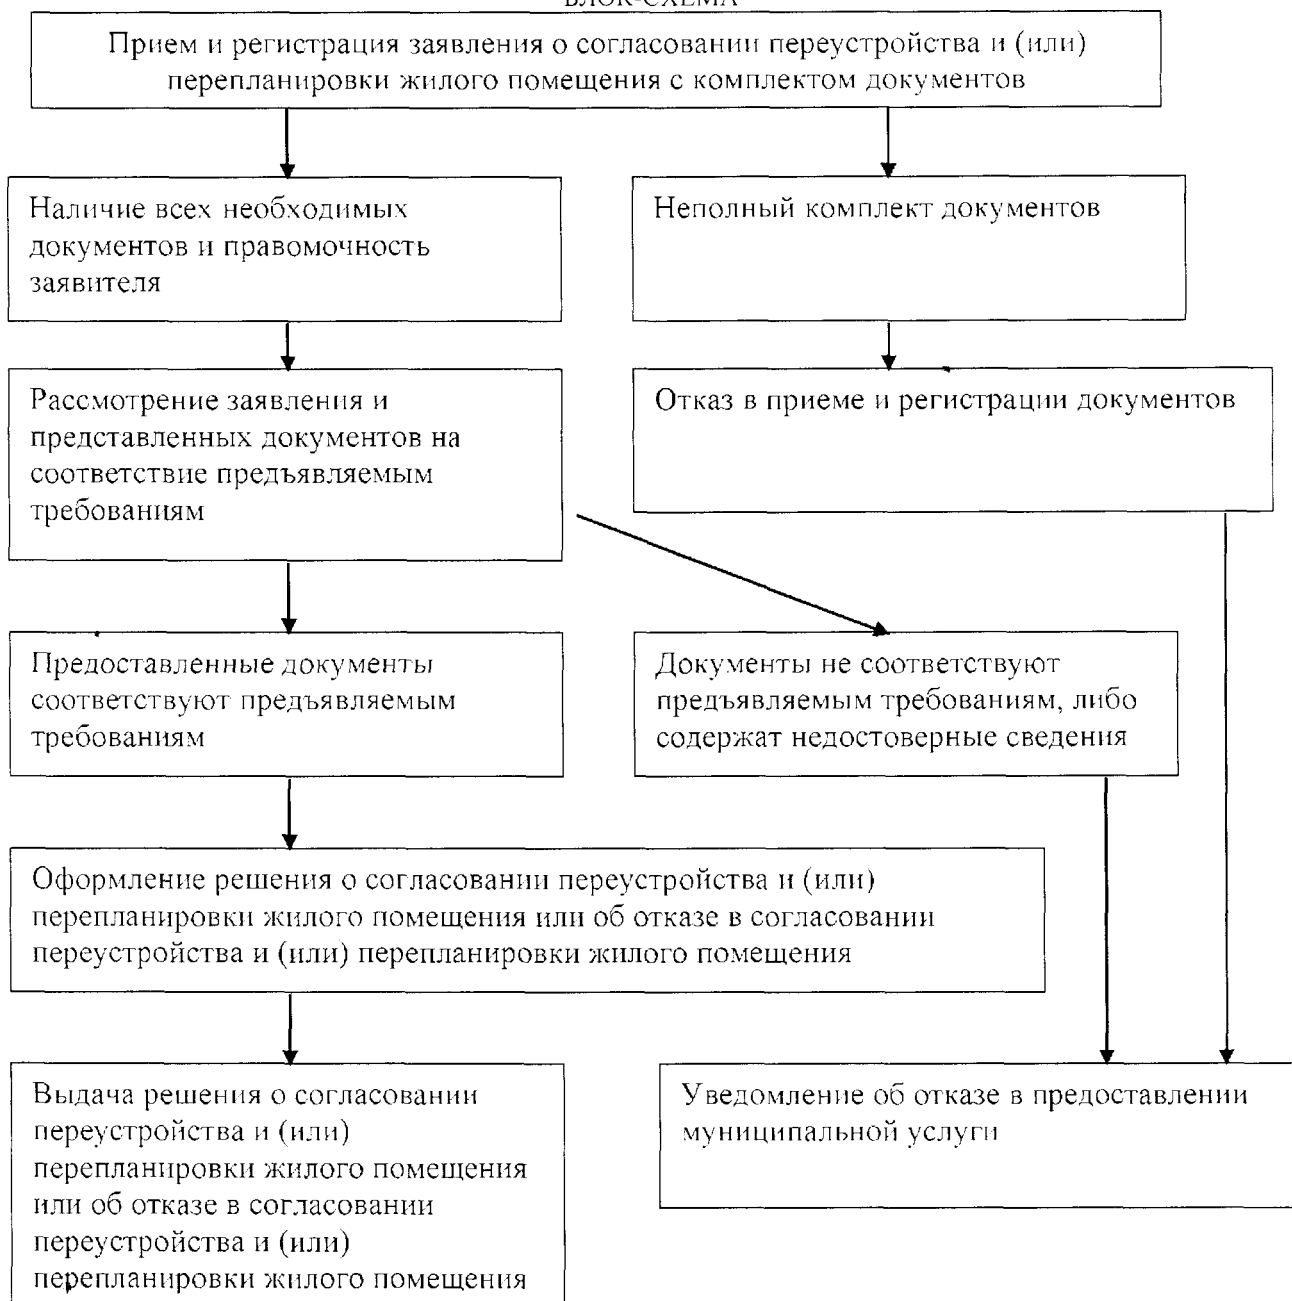 БЛОК-СХЕМА
Прием и регистрация заявления о согласовании переустройства и (или)
перепланировки жилого помещения с комплектом документов
Наличие всех необходимых
документов и правомочность
заявителя
Неполный комплект документов
Рассмотрение заявления и
представленных документов на
соответствие предъявляемым
требованиям
Отказ в приеме и регистрации документов
Предоставленные документы
соответствуют предъявляемым
требованиям
Документы не соответствуют
предъявляемым требованиям, либо
содержат недостоверные сведения
Оформление решения о согласовании переустройства и (или)
перепланировки жилого помещения или об отказе в согласовании
переустройства и (или) перепланировки жилого помещения
Выдача решения о согласовании
переустройства и (или)
перепланировки жилого помещения
или об отказе в согласовании
переустройства и (или)
перепланировки жилого помещения
Уведомление об отказе в предоставлении
муниципальной услуги